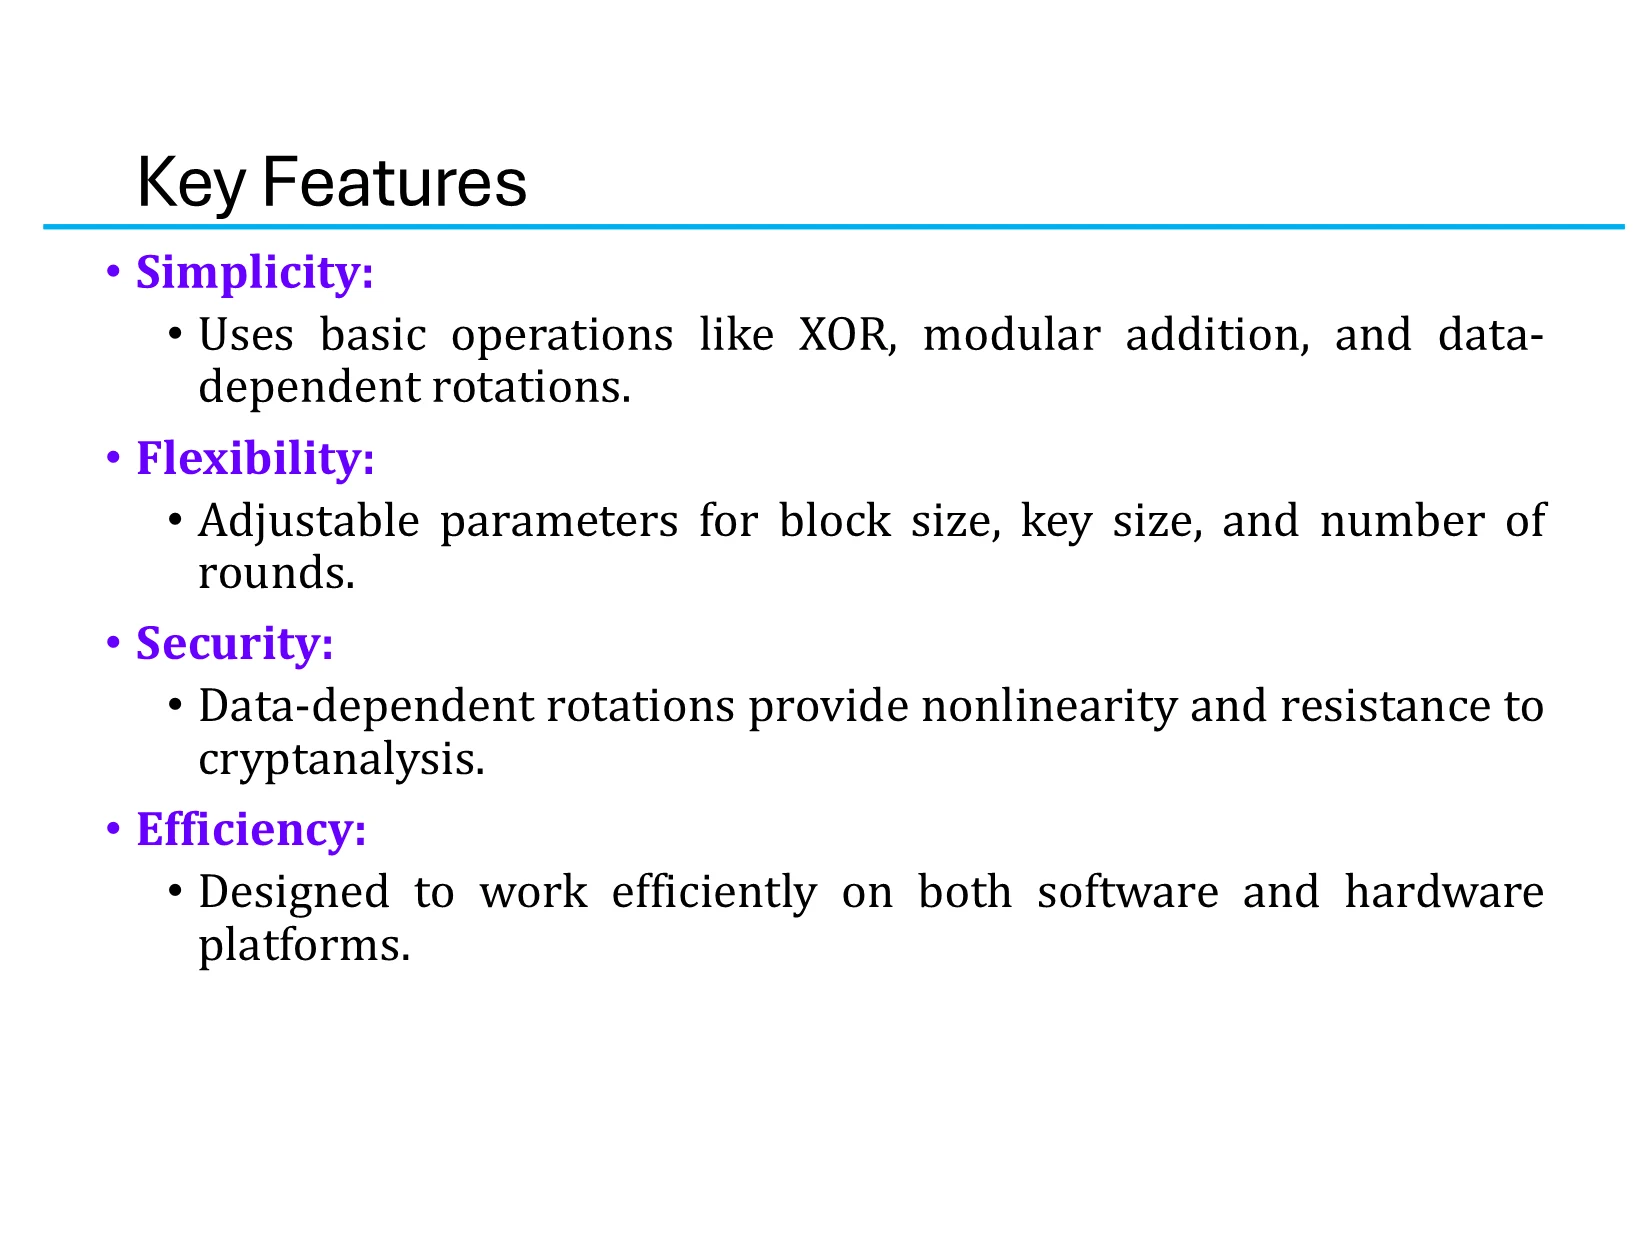 Key Features
• Simplicity:
• Uses basic operations like XOR, modular addition, and data-
dependent rotations.
• Flexibility:
• Adjustable parameters for block size, key size, and number of
rounds.
• Security:
• Data-dependent rotations provide nonlinearity and resistance to
cryptanalysis.
• Efficiency:
• Designed to work efficiently on both software and hardware
platforms.